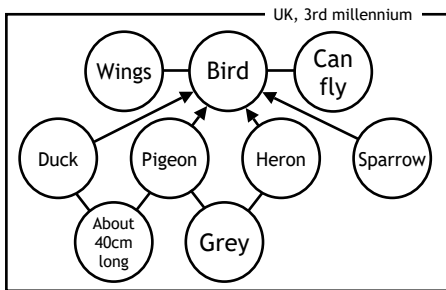 UK, 3rd millennium
Wings
Bird
Can
fly
Duck
Pigeon
Heron
Sparrow
About
40cm
long
Grey